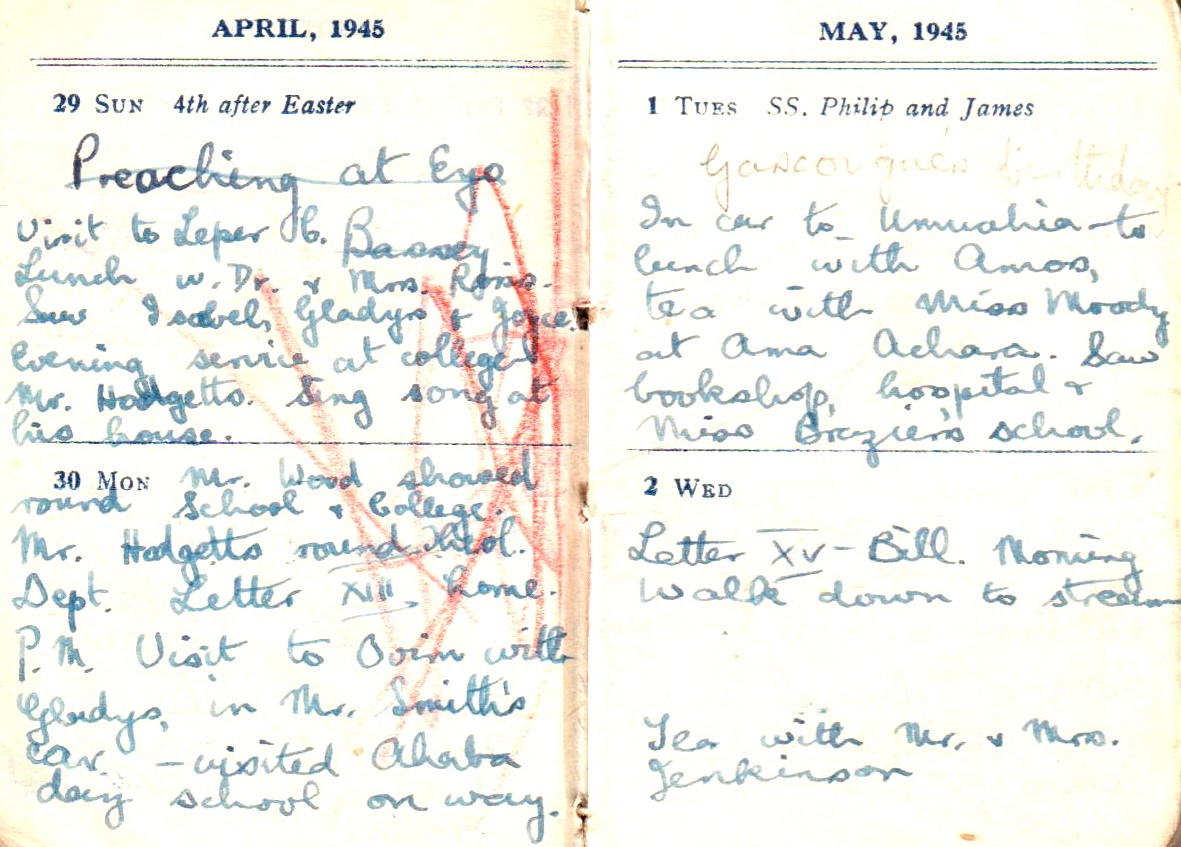 APRIL, 1945
29 SUN 4th after Easter
Preaching at Eyo
Visit to Leper C. Bassey
Lunch w. Dr. & Mrs. Ross.
Saw Isobel, Gladys & Joyce.
Evening service at college
Mr. Hodgetts. Sing song at
his house.
30 MON Mr. Wood showed
round School & College.
Mr. Hodgetts round Theol.
Dept. Letter XIII, home.
P.M. Visit to Ovim with
Gladys, in Mr. Smith's
car. - visited Ahaba
day school on way.
MAY, 1945
1 TUES SS. Philip and James
Gascoigne's birthday
In car to Umuahia - to
lunch with Amos,
tea with Miss Moody
at Ama Achara. Saw
bookshop, hospital &
Miss Brazier's school.
2 WED
Letter XV - Bill. Morning
Walk down to stream
Tea with Mr. & Mrs.
Jenkinson